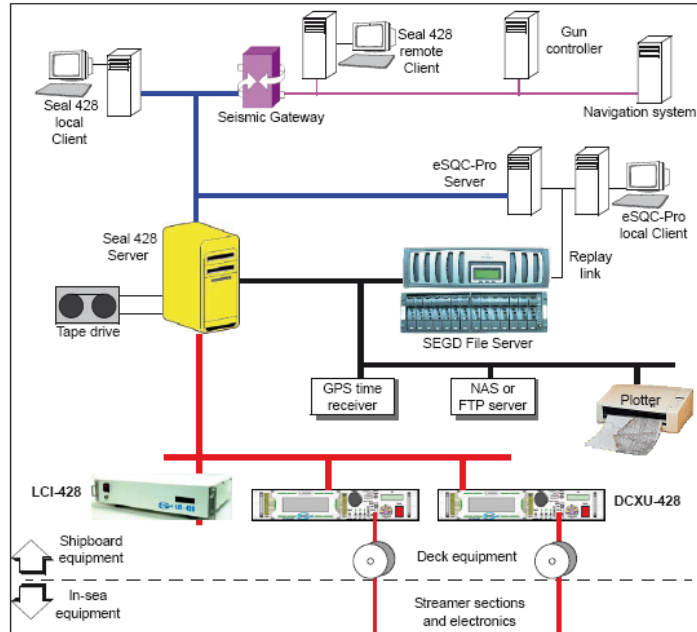 Seal 428
remote
Client
Gun
controller
Seal 428
local
Client
Seismic Gateway
Navigation system
eSQC-Pro
Server
eSQC-Pro
local Client
Seal 428
Server
Replay
link
Tape drive
SEGD File Server
GPS time
receiver
NAS or
FTP server
Plotter
LCI-428
DCXU-428
Shipboard
equipment
Deck equipment
In-sea
equipment
Streamer sections
and electronics